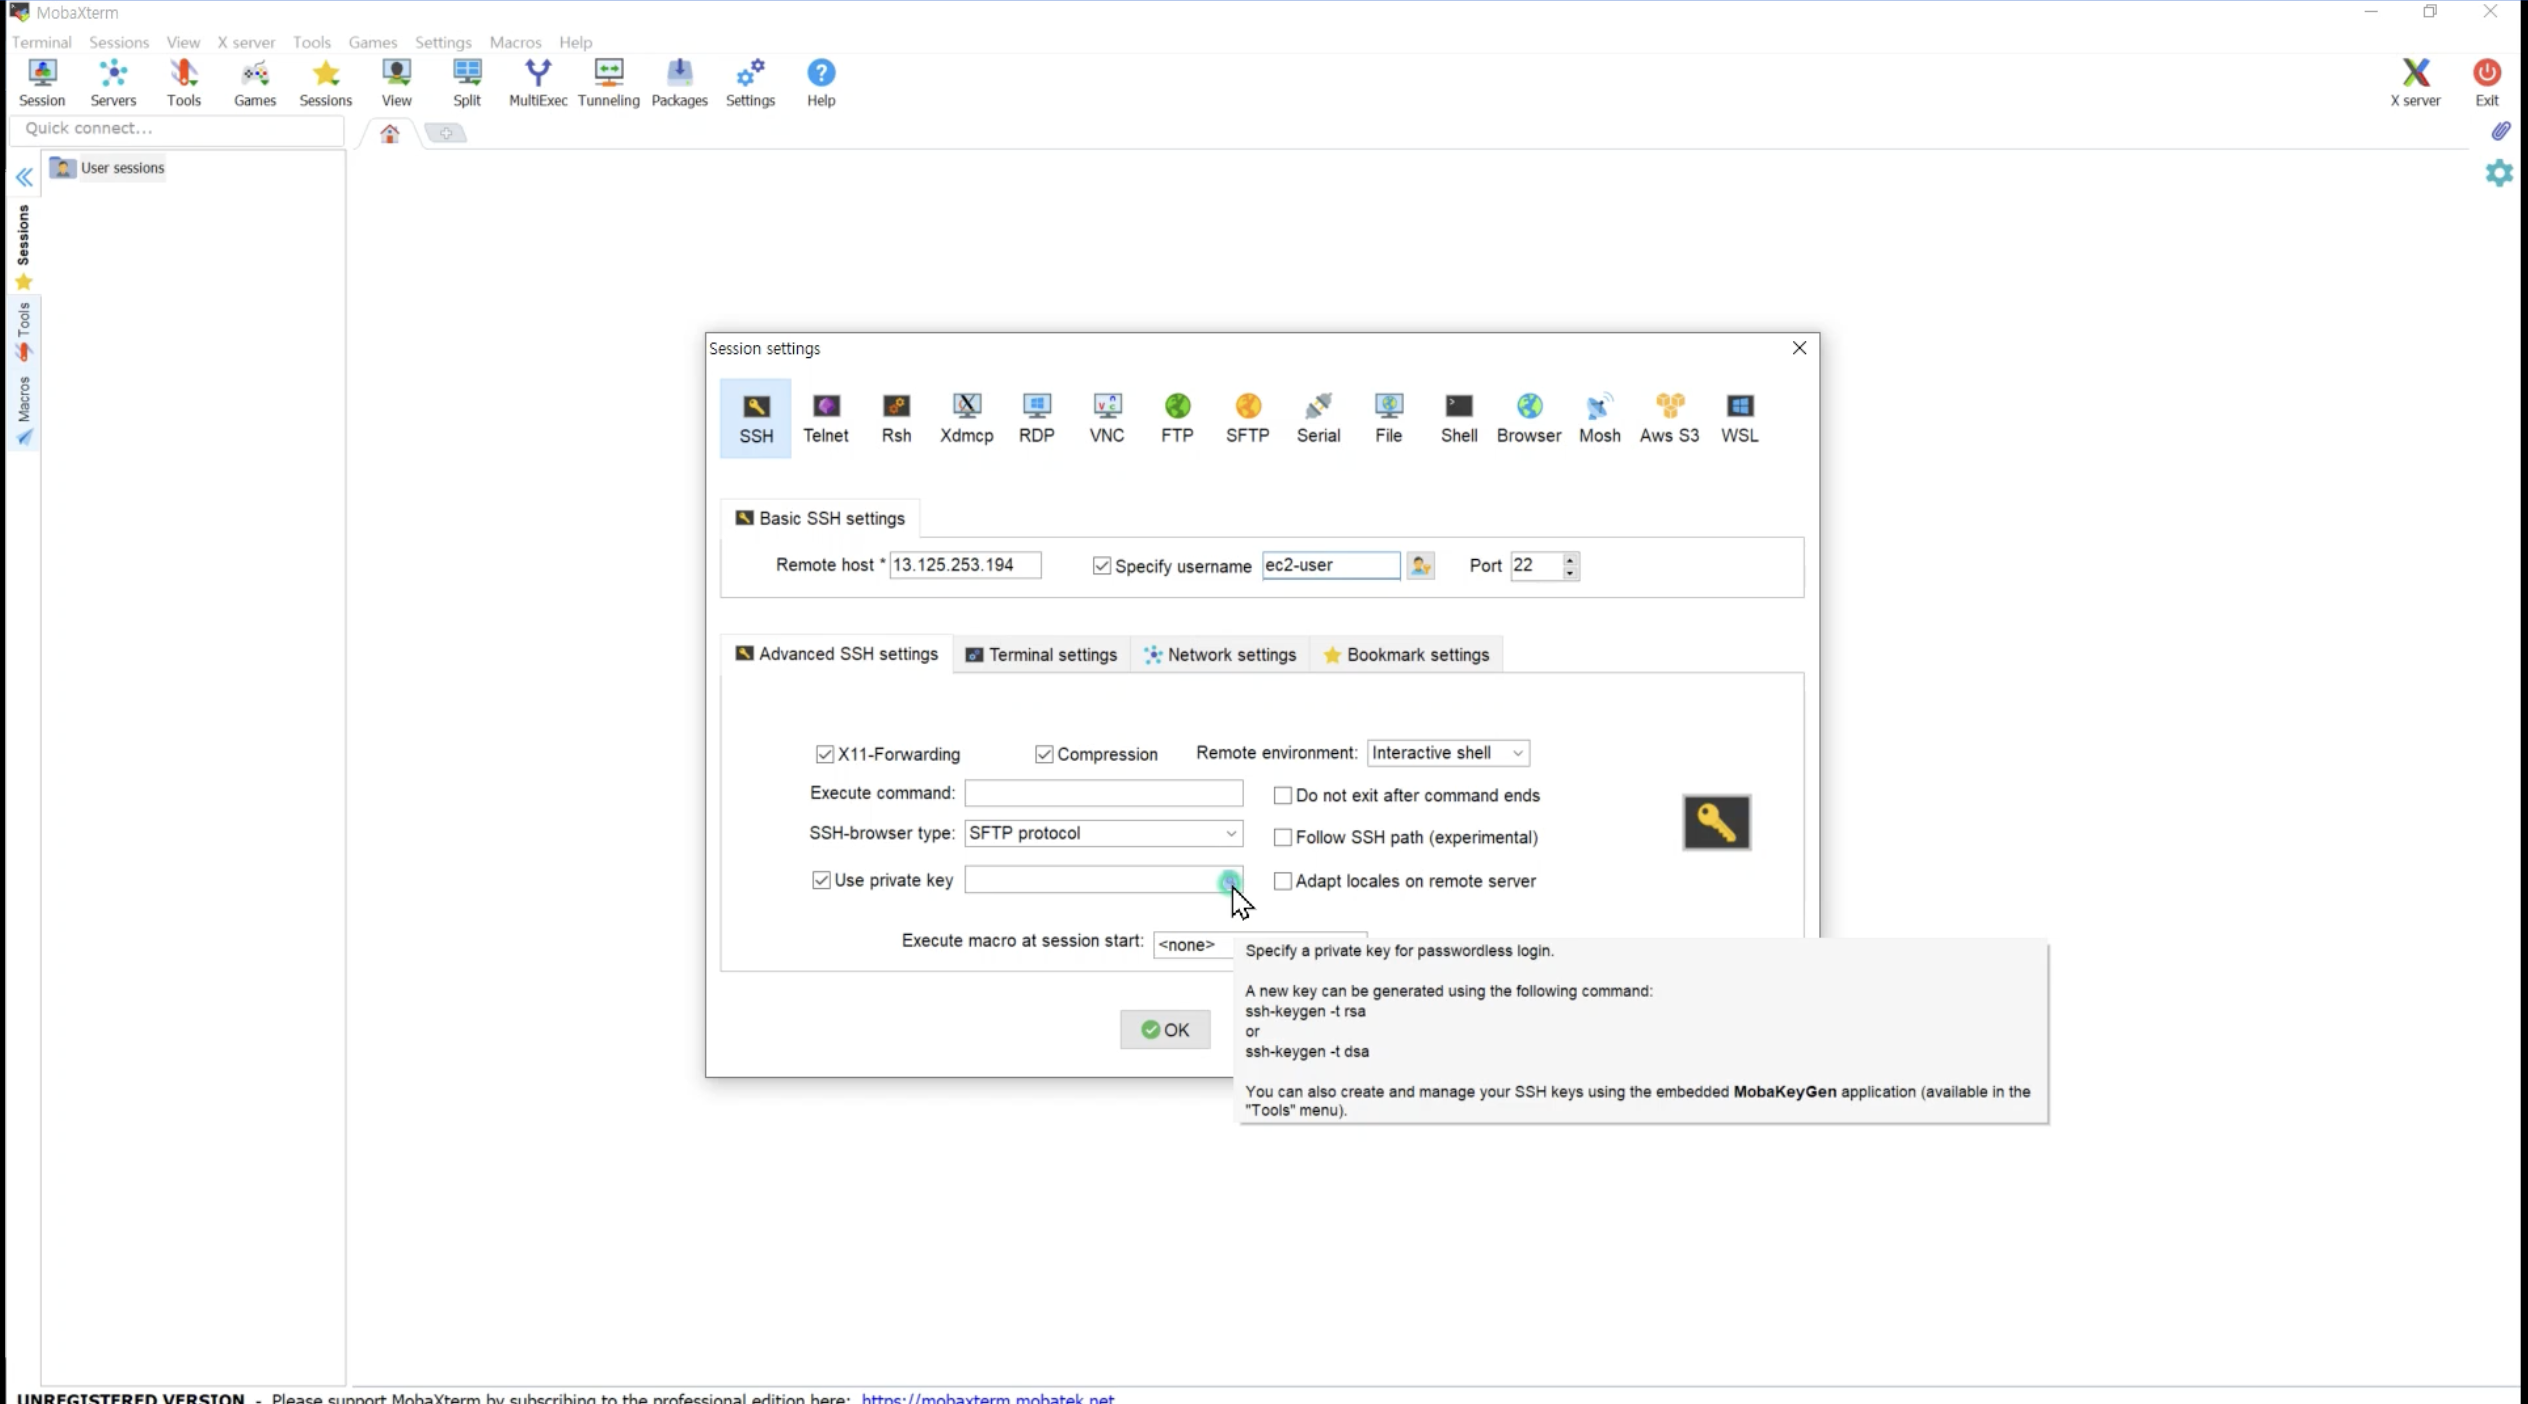 MobaXterm
Terminal Sessions View X server Tools Games Settings Macros Help
Session Servers Tools Games Sessions View Split MultiExec Tunneling Packages Settings Help X server Exit
Quick connect...
User sessions
Sessions
Tools
Macros
Session settings
SSH Telnet Rsh Xdmcp RDP VNC FTP SFTP Serial File Shell Browser Mosh Aws S3 WSL
Basic SSH settings
Remote host * 13.125.253.194 Specify username ec2-user Port 22
Advanced SSH settings Terminal settings Network settings Bookmark settings
X11-Forwarding Compression Remote environment: Interactive shell
Execute command: Do not exit after command ends
SSH-browser type: SFTP protocol Follow SSH path (experimental)
Use private key Adapt locales on remote server
Execute macro at session start: <none>
Specify a private key for passwordless login.
A new key can be generated using the following command:
ssh-keygen -t rsa
or
ssh-keygen -t dsa
You can also create and manage your SSH keys using the embedded MobaKeyGen application (available in the
"Tools" menu).
OK
UNREGISTERED VERSION - Please support MobaXterm by subscribing to the professional edition here: https://mobaxterm.mobatek.net